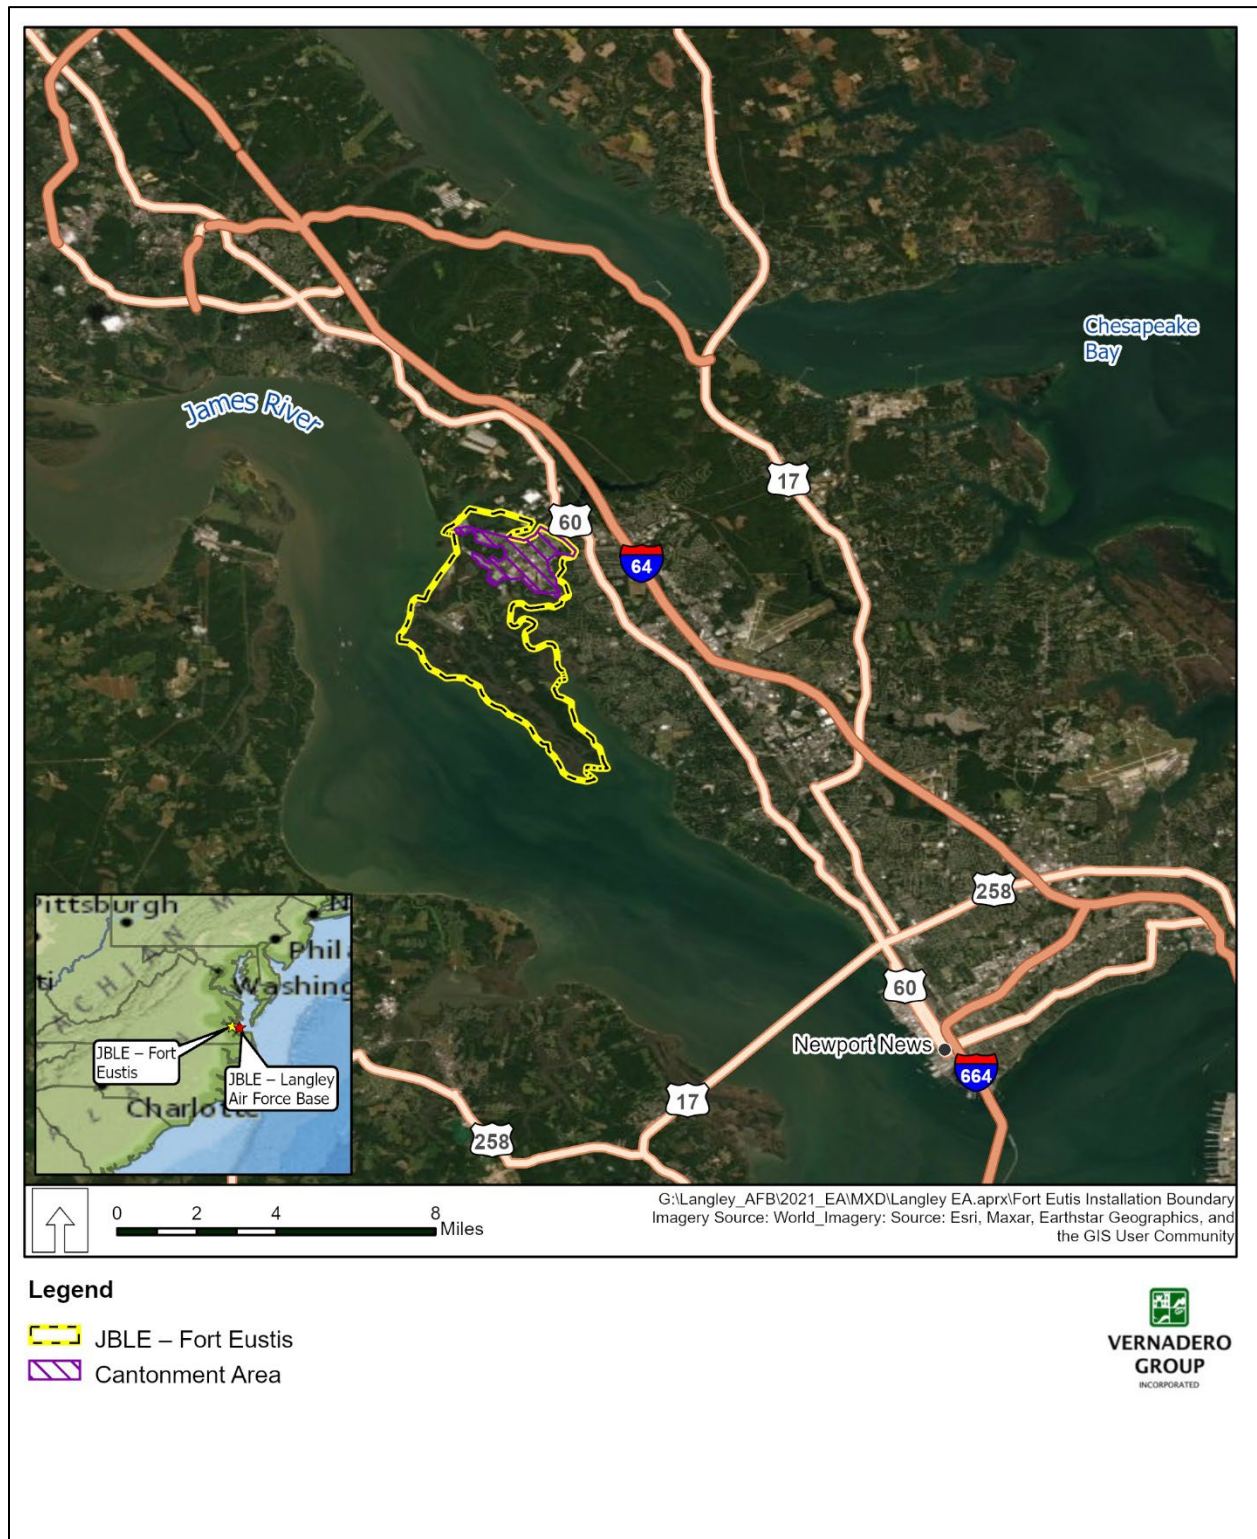 Chesapeake
Bay
James River
17
60
64
258
60
Newport News
664
17
258
Pittsburgh
Phil
Washing
CHIAN
JBLE – Fort
Eustis
JBLE – Langley
Air Force Base
Charlotte
0 2 4 8
Miles
G:\Langley_AFB\2021_EA\MXD\Langley EA.aprx\Fort Eutis Installation Boundary
Imagery Source: World_Imagery: Source: Esri, Maxar, Earthstar Geographics, and
the GIS User Community
Legend
JBLE – Fort Eustis
Cantonment Area
VERNADERO
GROUP
INCORPORATED